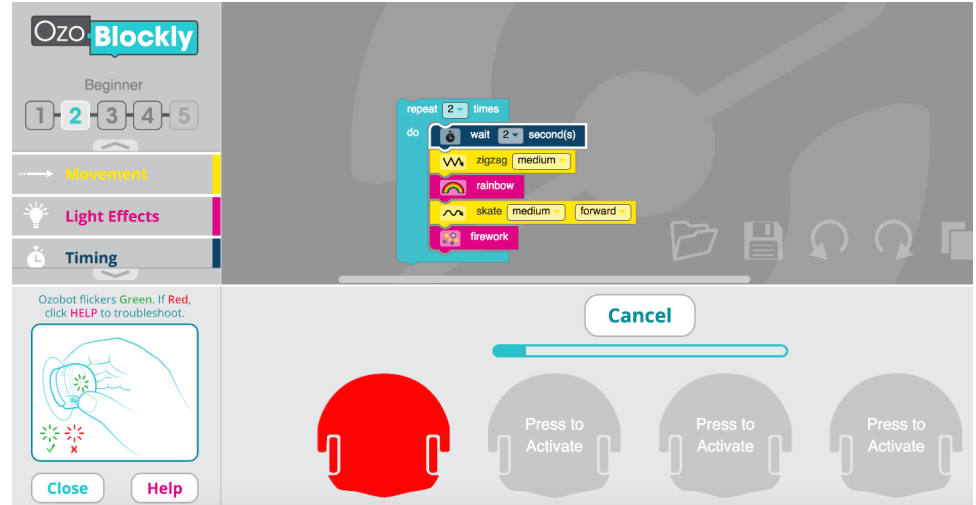 Ozo Blockly
Beginner
1 2 3 4 5
Movement
Light Effects
Timing
repeat 2 times
do
wait 2 second(s)
zigzag medium
rainbow
skate medium forward
firework
Ozobot flickers Green. If Red,
click HELP to troubleshoot.
Close
Help
Cancel
Press to
Activate
Press to
Activate
Press to
Activate